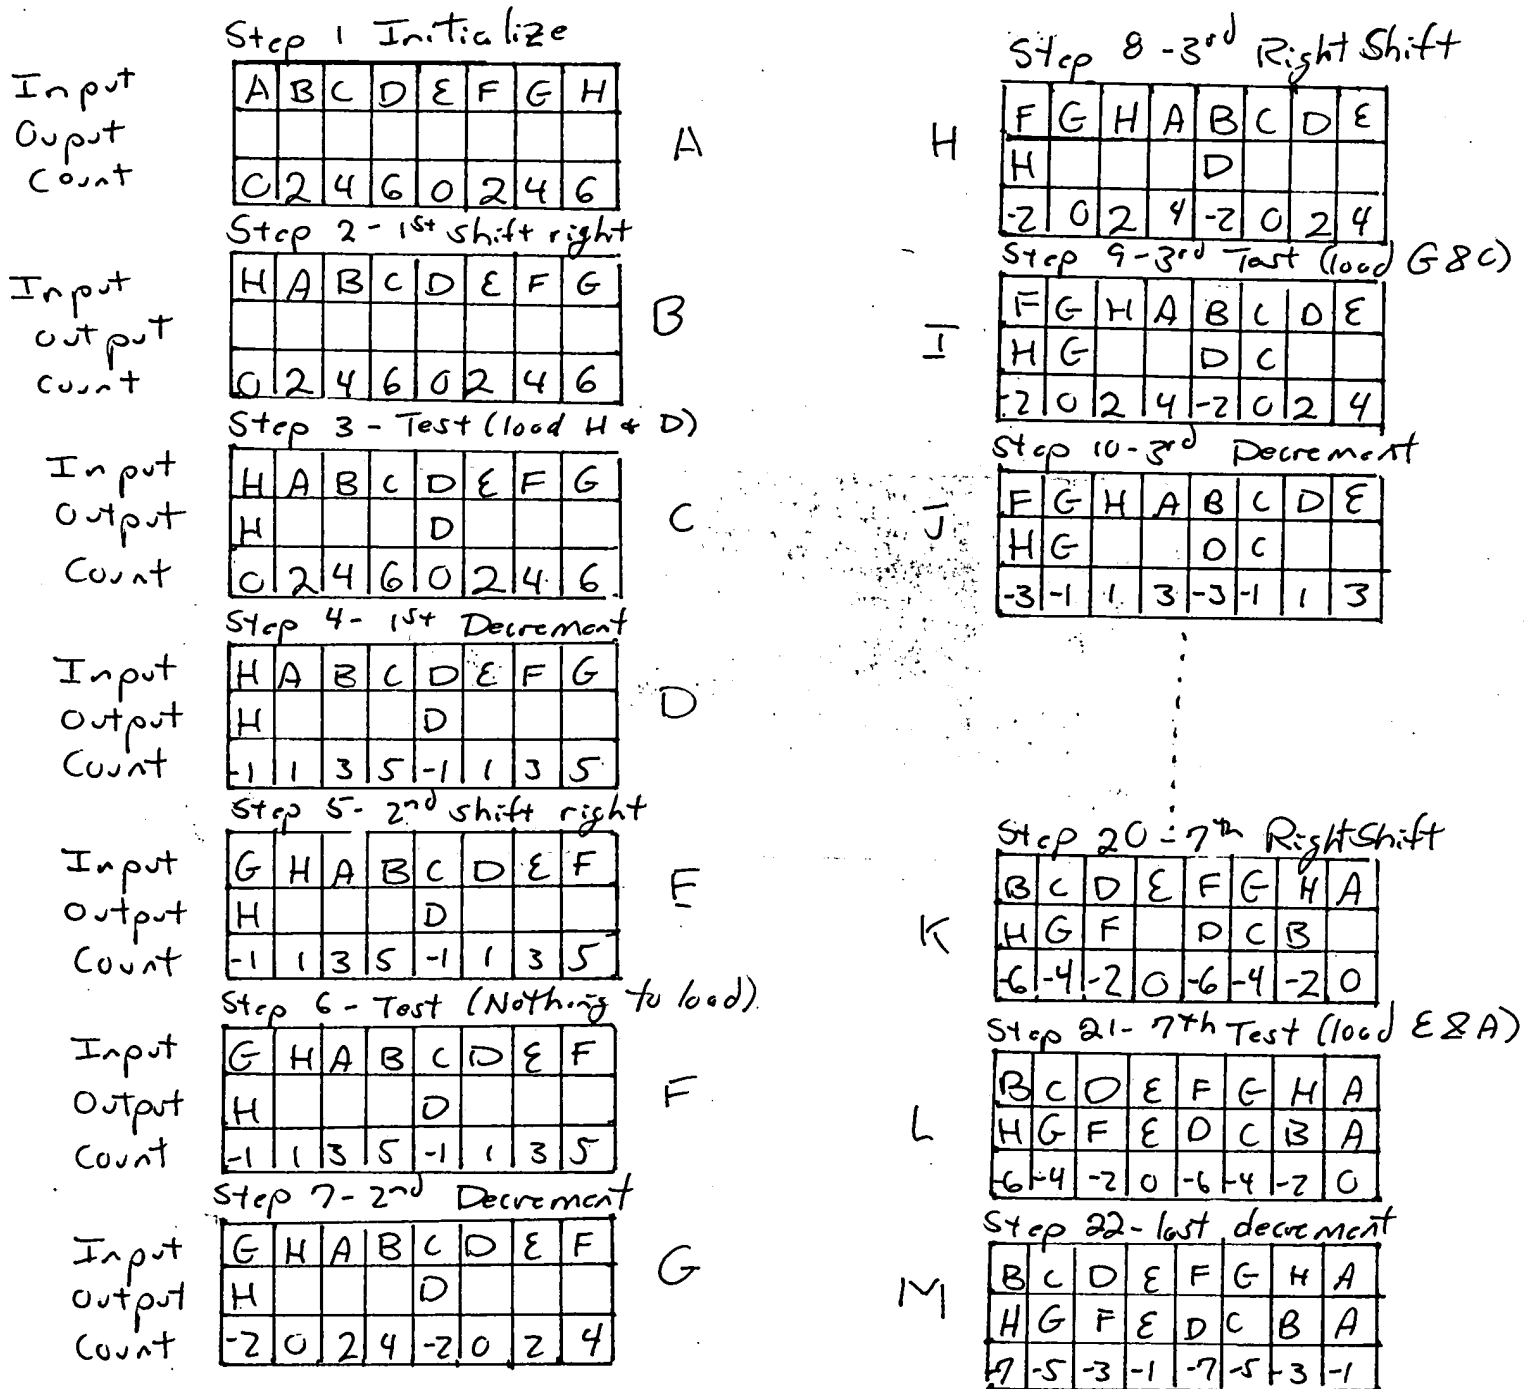 Step 1 Initialize
Input A B C D E F G H
Ouput
Count 0 2 4 6 0 2 4 6
A
Step 2 - 1st shift right
Input H A B C D E F G
output
count 0 2 4 6 0 2 4 6
B
Step 3 - Test (load H & D)
Input H A B C D E F G
Output H D
Count 0 2 4 6 0 2 4 6
C
Step 4 - 1st Decrement
Input H A B C D E F G
Output H D
Count -1 1 3 5 -1 1 3 5
D
Step 5 - 2nd shift right
Input G H A B C D E F
Output H D
Count -1 1 3 5 -1 1 3 5
E
Step 6 - Test (Nothing to load)
Input G H A B C D E F
Output H D
Count -1 1 3 5 -1 1 3 5
F
Step 7 - 2nd Decrement
Input G H A B C D E F
Output H D
Count -2 0 2 4 -2 0 2 4
G
Step 8 - 3rd Right Shift
F G H A B C D E
H D
-2 0 2 4 -2 0 2 4
H
Step 9 - 3rd Test (load G & C)
F G H A B C D E
H G D C
-2 0 2 4 -2 0 2 4
I
Step 10 - 3rd Decrement
F G H A B C D E
H G D C
-3 -1 1 3 -3 -1 1 3
J
Step 20 - 7th Right Shift
B C D E F G H A
H G F D C B
-6 -4 -2 0 -6 -4 -2 0
K
Step 21 - 7th Test (load E & A)
B C D E F G H A
H G F E D C B A
-6 -4 -2 0 -6 -4 -2 0
L
Step 22 - last decrement
B C D E F G H A
H G F E D C B A
-7 -5 -3 -1 -7 -5 -3 -1
M